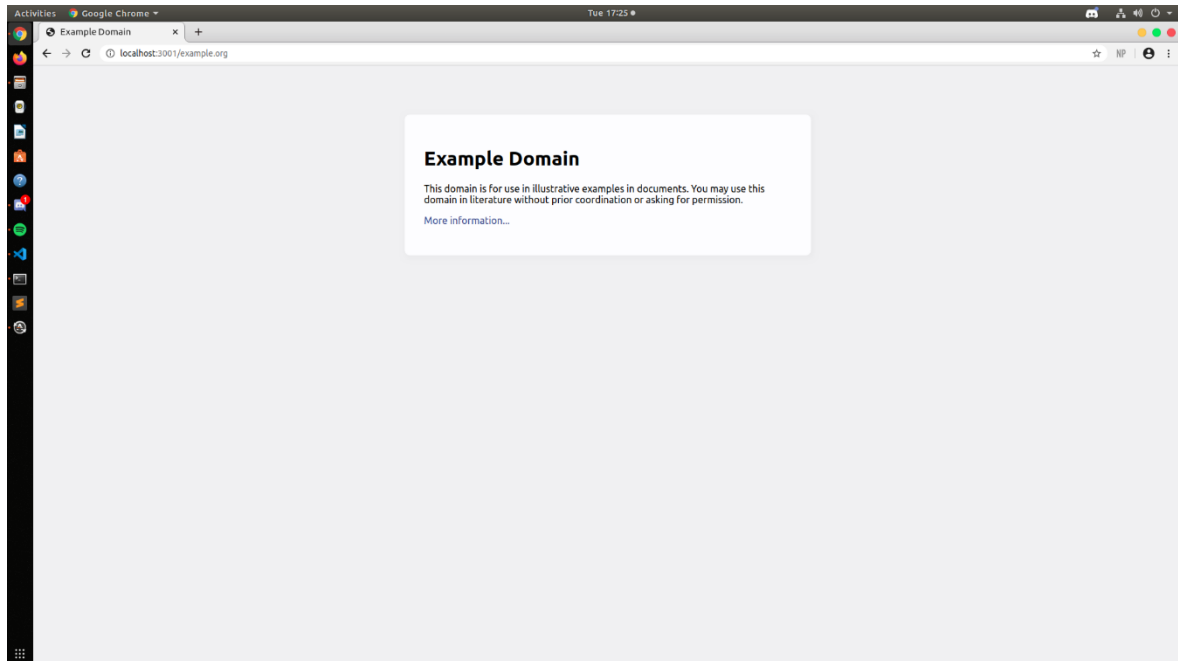 Activities Google Chrome Tue 17:25
Example Domain
localhost:3001/example.org NP
Example Domain
This domain is for use in illustrative examples in documents. You may use this
domain in literature without prior coordination or asking for permission.
More information...